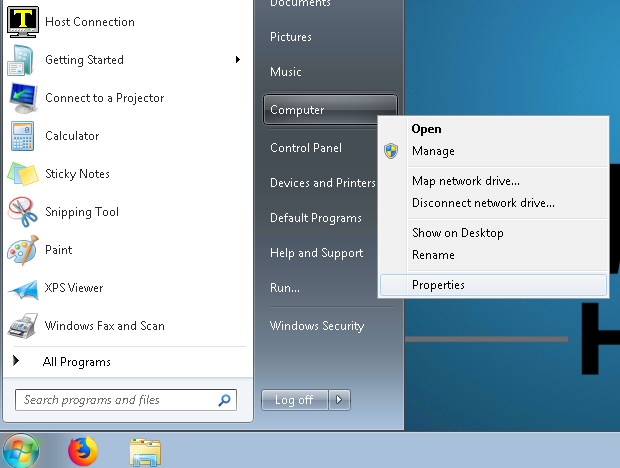 Host Connection
Getting Started
Connect to a Projector
Calculator
Sticky Notes
Snipping Tool
Paint
XPS Viewer
Windows Fax and Scan
All Programs
Search programs and files
Documents
Pictures
Music
Computer
Control Panel
Devices and Printers
Default Programs
Help and Support
Run...
Windows Security
Log off
Open
Manage
Map network drive...
Disconnect network drive...
Show on Desktop
Rename
Properties